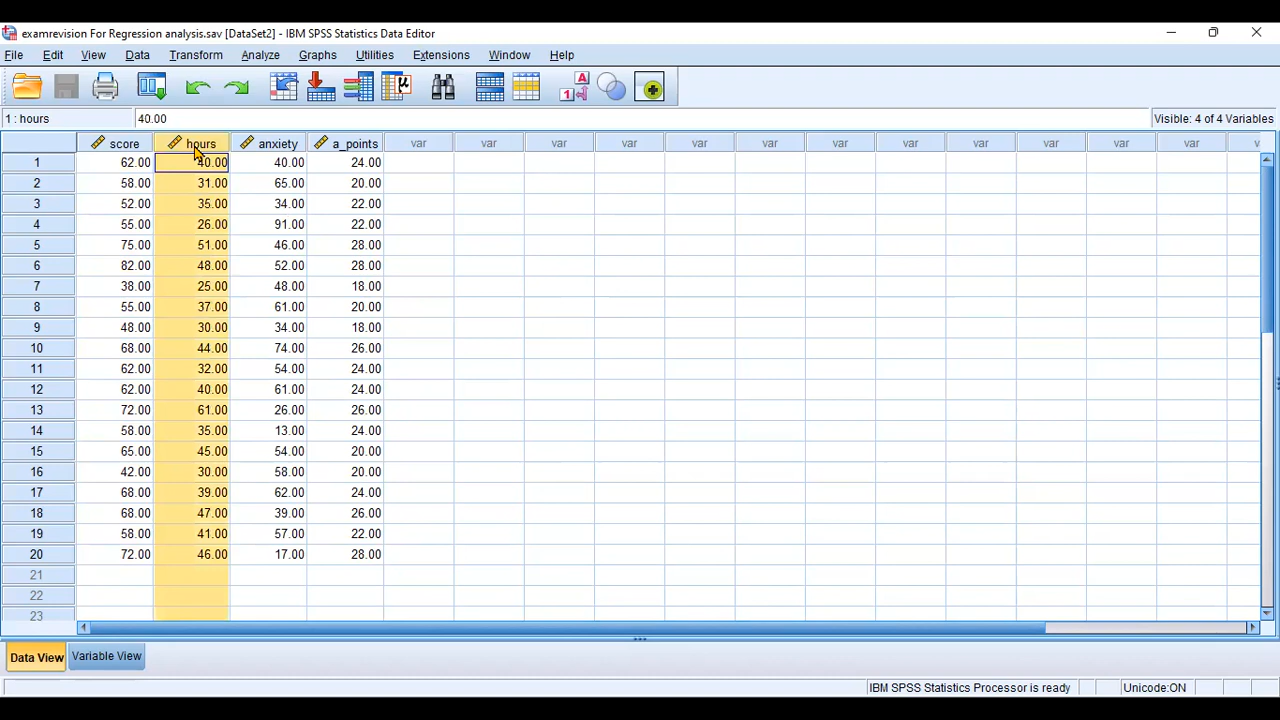 examrevision For Regression analysis.sav [DataSet2] - IBM SPSS Statistics Data Editor
File Edit View Data Transform Analyze Graphs Utilities Extensions Window Help
1 : hours 40.00 Visible: 4 of 4 Variables
score hours anxiety a_points var var var var var var var var var var var var v
1 62.00 40.00 40.00 24.00
2 58.00 31.00 65.00 20.00
3 52.00 35.00 34.00 22.00
4 55.00 26.00 91.00 22.00
5 75.00 51.00 46.00 28.00
6 82.00 48.00 52.00 28.00
7 38.00 25.00 48.00 18.00
8 55.00 37.00 61.00 20.00
9 48.00 30.00 34.00 18.00
10 68.00 44.00 74.00 26.00
11 62.00 32.00 54.00 24.00
12 62.00 40.00 61.00 24.00
13 72.00 61.00 26.00 26.00
14 58.00 35.00 13.00 24.00
15 65.00 45.00 54.00 20.00
16 42.00 30.00 58.00 20.00
17 68.00 39.00 62.00 24.00
18 68.00 47.00 39.00 26.00
19 58.00 41.00 57.00 22.00
20 72.00 46.00 17.00 28.00
21
22
23
Data View Variable View
IBM SPSS Statistics Processor is ready Unicode:ON